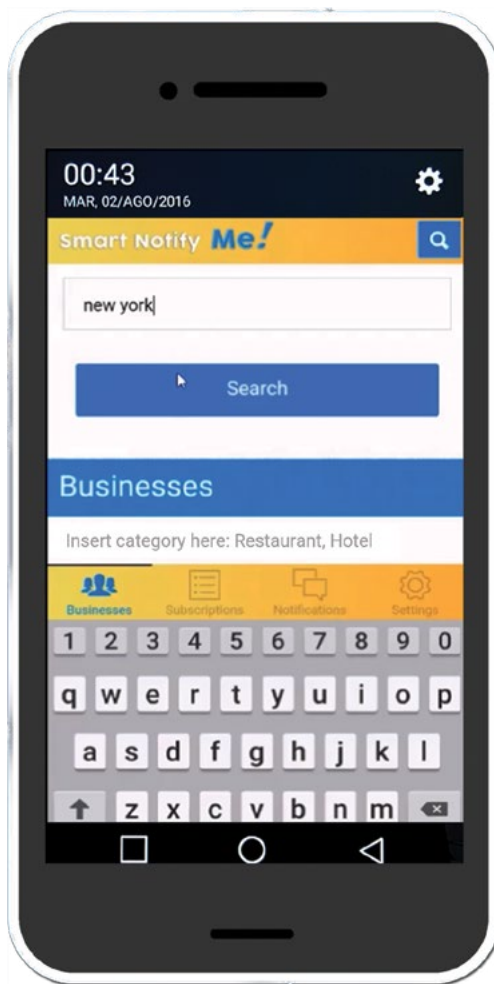 00:43
MAR, 02/AGO/2016
Smart Notify Me!
new york
Search
Businesses
Insert category here: Restaurant, Hotel
Businesses Subscriptions Notifications Settings
1 2 3 4 5 6 7 8 9 0
q w e r t y u i o p
a s d f g h j k l
z x c v b n m